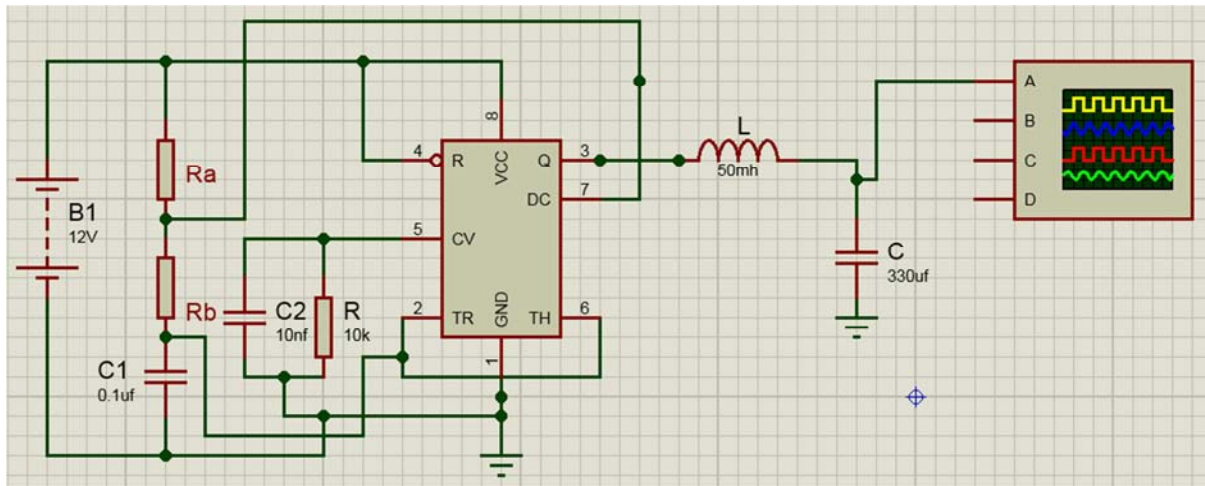 Ra
B1
12V
Rb
C1
0.1uf
C2
10nf
R
10k
4
R
8
VCC
Q
3
DC
7
5
CV
2
TR
GND
1
TH
6
L
50mh
C
330uf
A
B
C
D